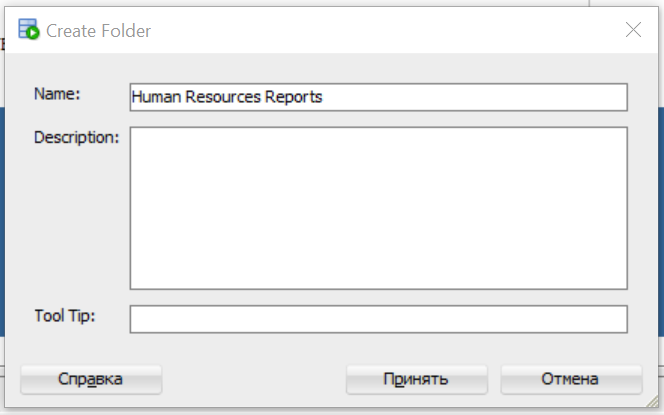 Create Folder
Name:
Human Resources Reports
Description:
Tool Tip:
Справка
Принять
Отмена